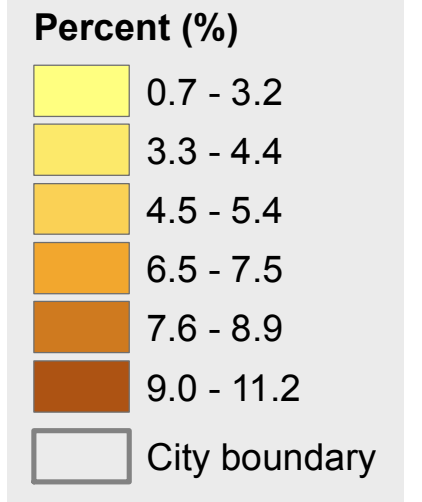 Percent (%)
0.7 - 3.2
3.3 - 4.4
4.5 - 5.4
6.5 - 7.5
7.6 - 8.9
9.0 - 11.2
City boundary